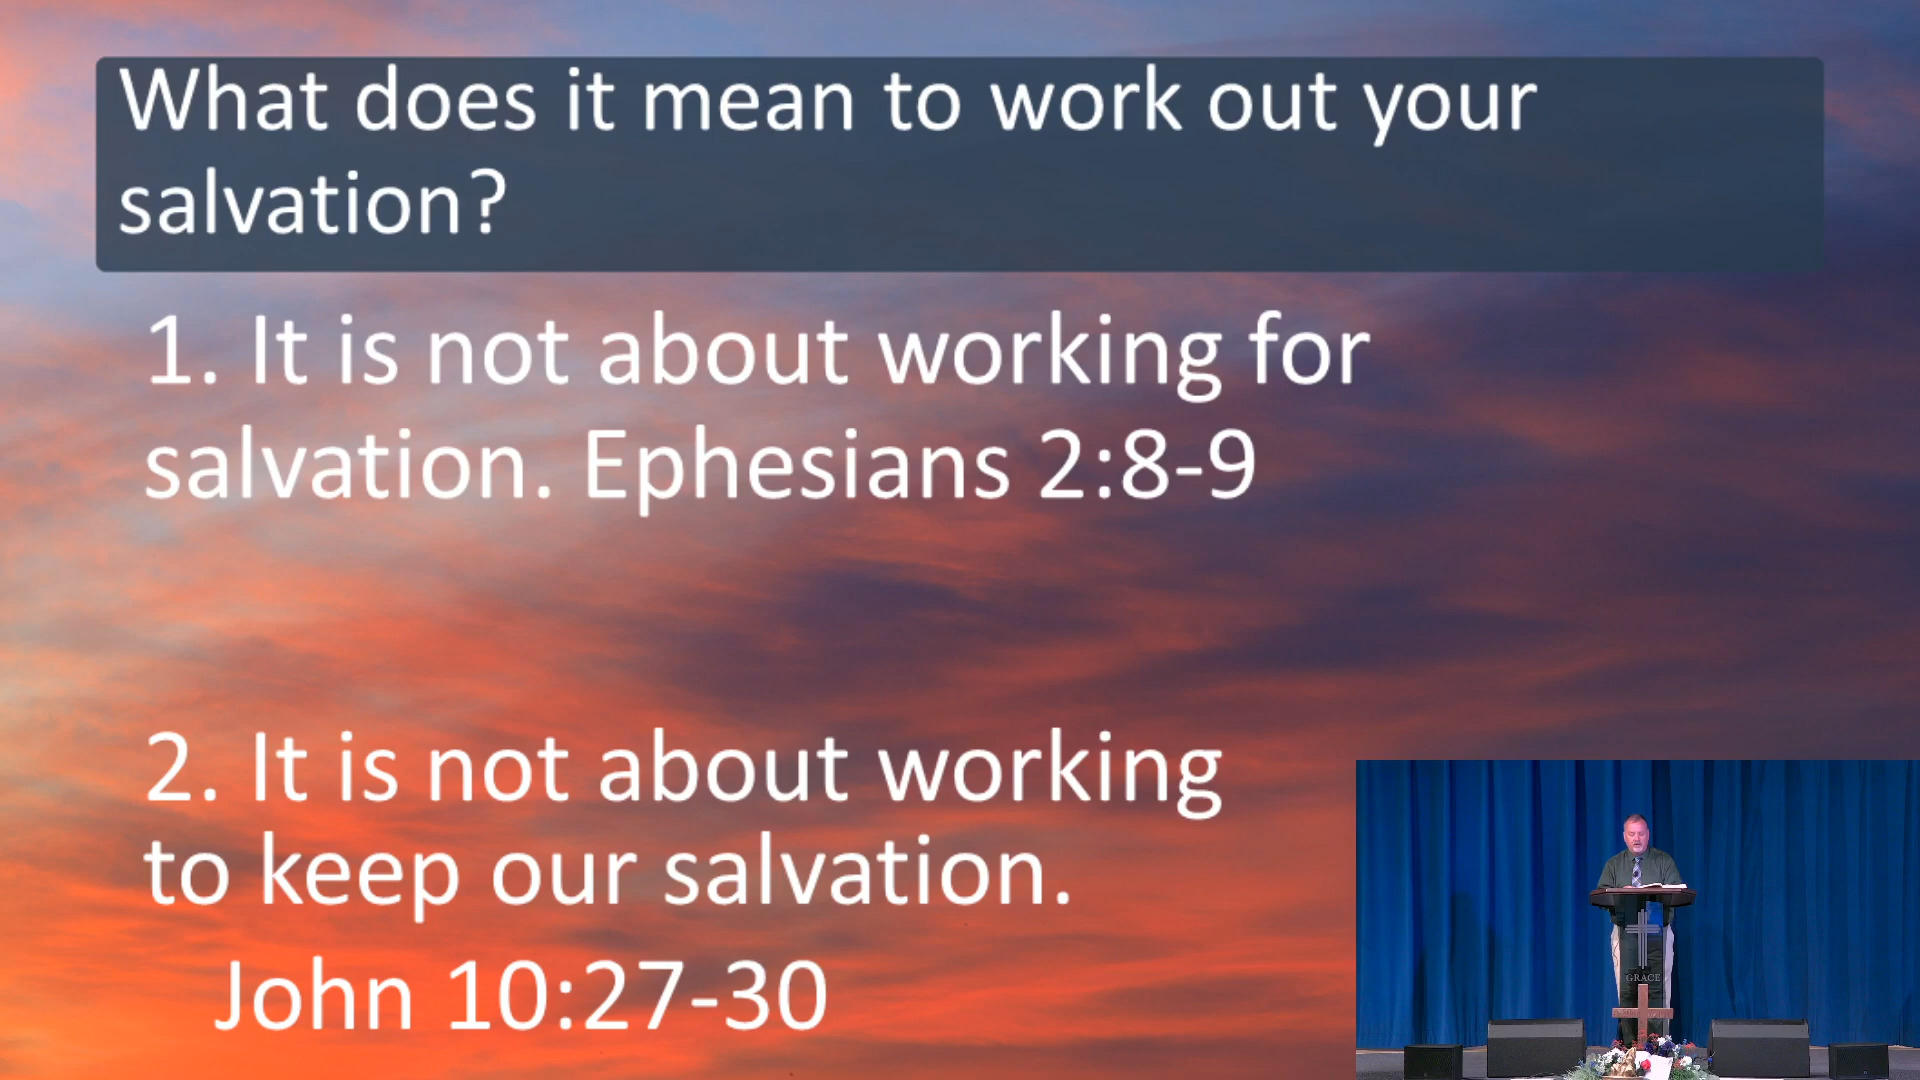 What does it mean to work out your
salvation?
1. It is not about working for
salvation. Ephesians 2:8-9
2. It is not about working
to keep our salvation.
John 10:27-30
GRACE